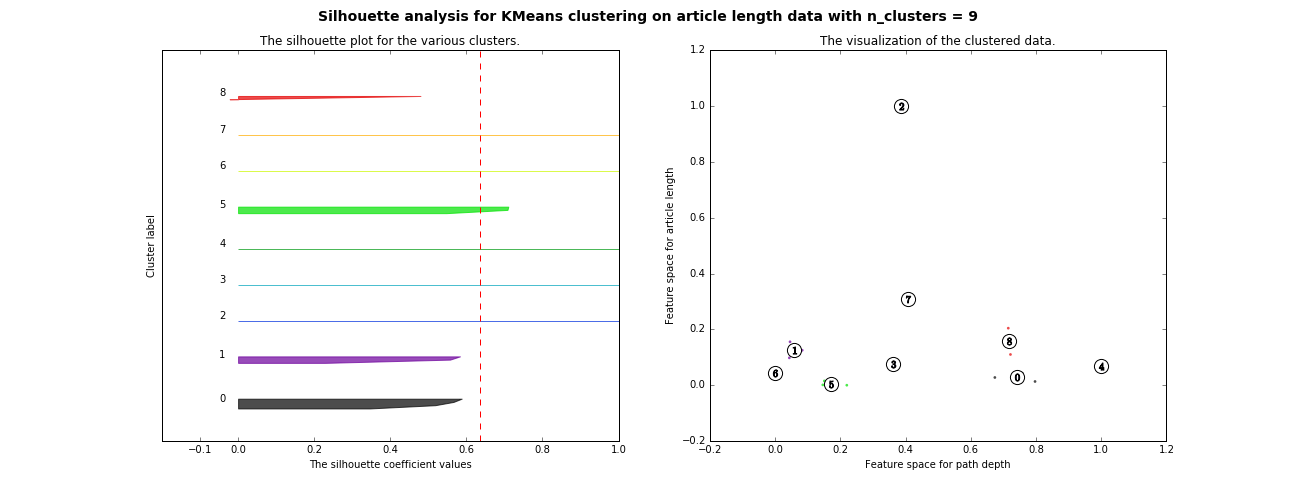 Silhouette analysis for KMeans clustering on article length data with n_clusters = 9
The silhouette plot for the various clusters.
8
7
6
5
4
3
2
1
0
Cluster label
−0.1 0.0 0.2 0.4 0.6 0.8 1.0
The silhouette coefficient values
The visualization of the clustered data.
1.2
1.0
0.8
0.6
0.4
0.2
0.0
−0.2
Feature space for article length
2
7
8
1
3
4
6
0
5
−0.2 0.0 0.2 0.4 0.6 0.8 1.0 1.2
Feature space for path depth